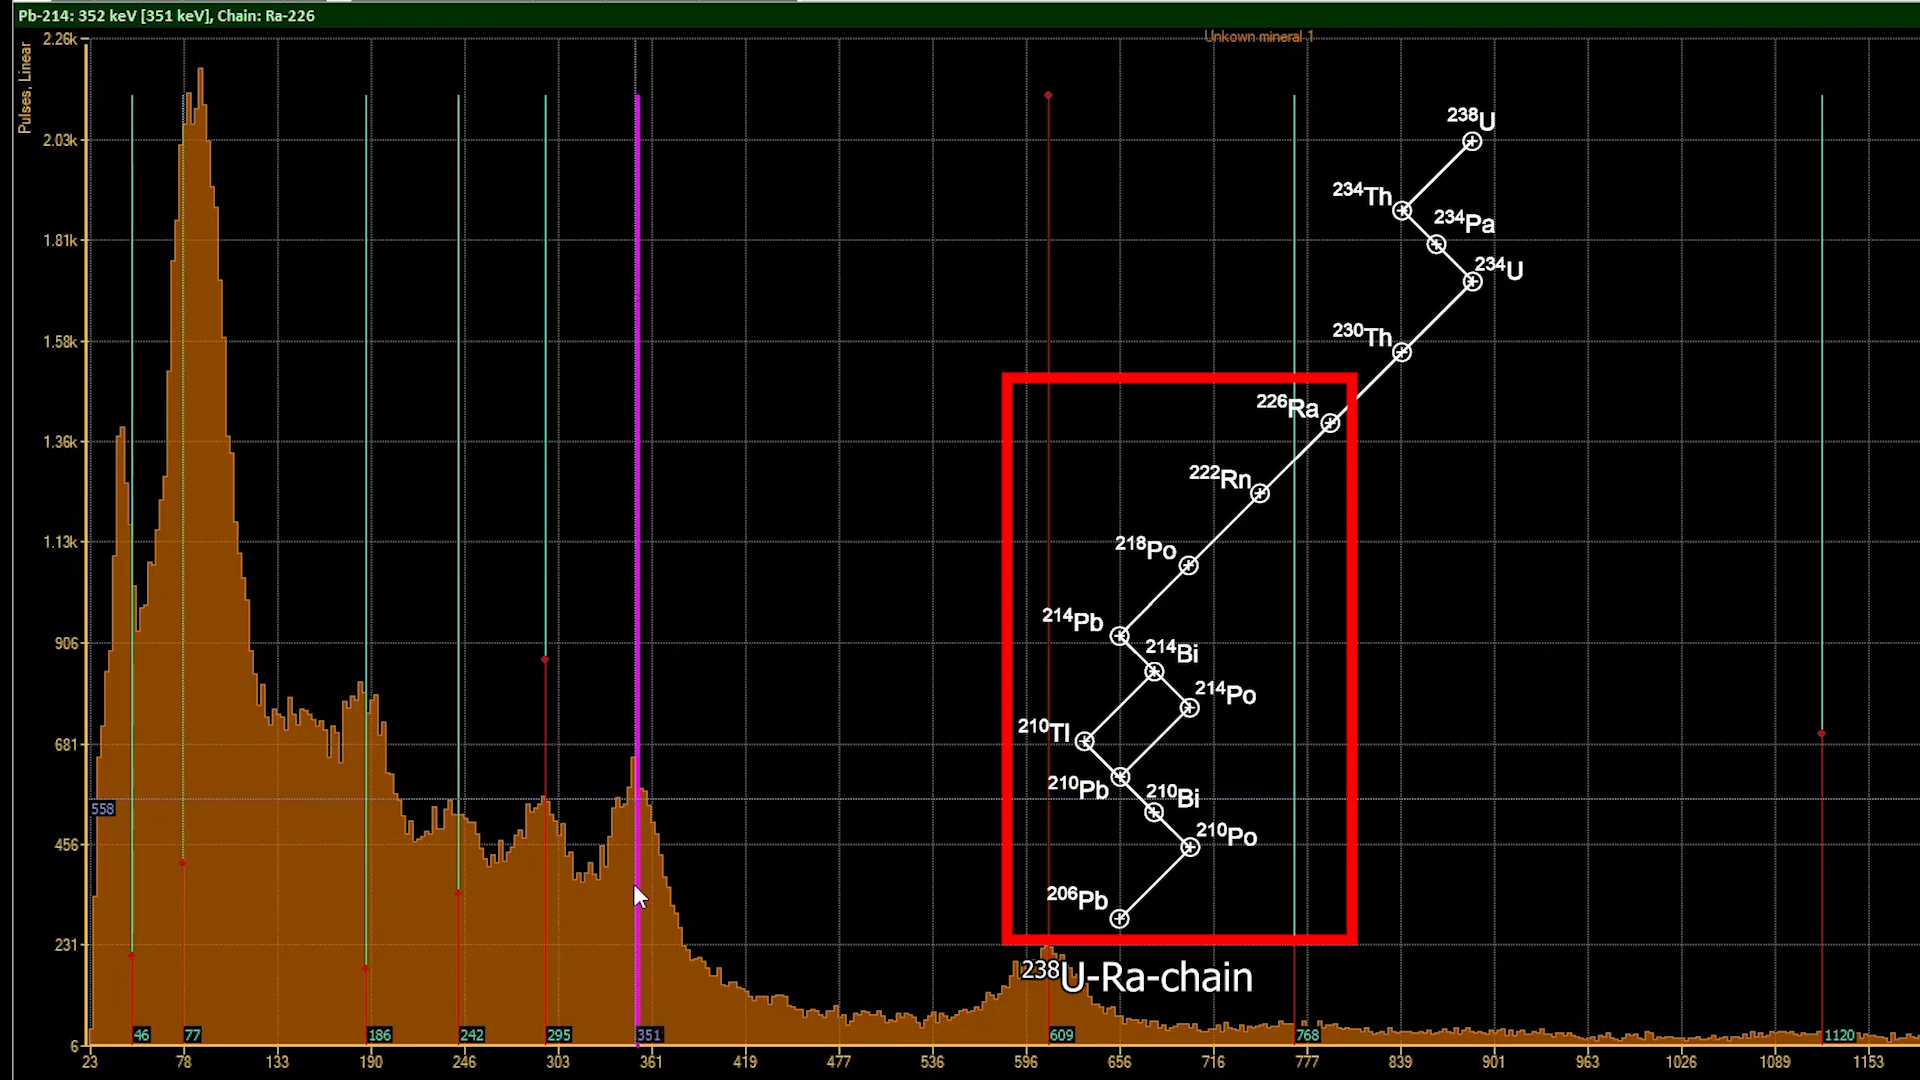 Pb-214: 352 keV [351 keV], Chain: Ra-226
Unkown mineral 1
Pulses, Linear
2.26k
2.03k
1.81k
1.58k
1.36k
1.13k
906
681
558
456
231
6
238U
234Th
234Pa
234U
230Th
226Ra
222Rn
218Po
214Pb
214Bi
214Po
210Tl
210Pb
210Bi
210Po
206Pb
238U-Ra-chain
46 77 186 242 295 351 609 768 1120
23 78 133 190 246 303 361 419 477 536 596 656 716 777 839 901 963 1026 1089 1153